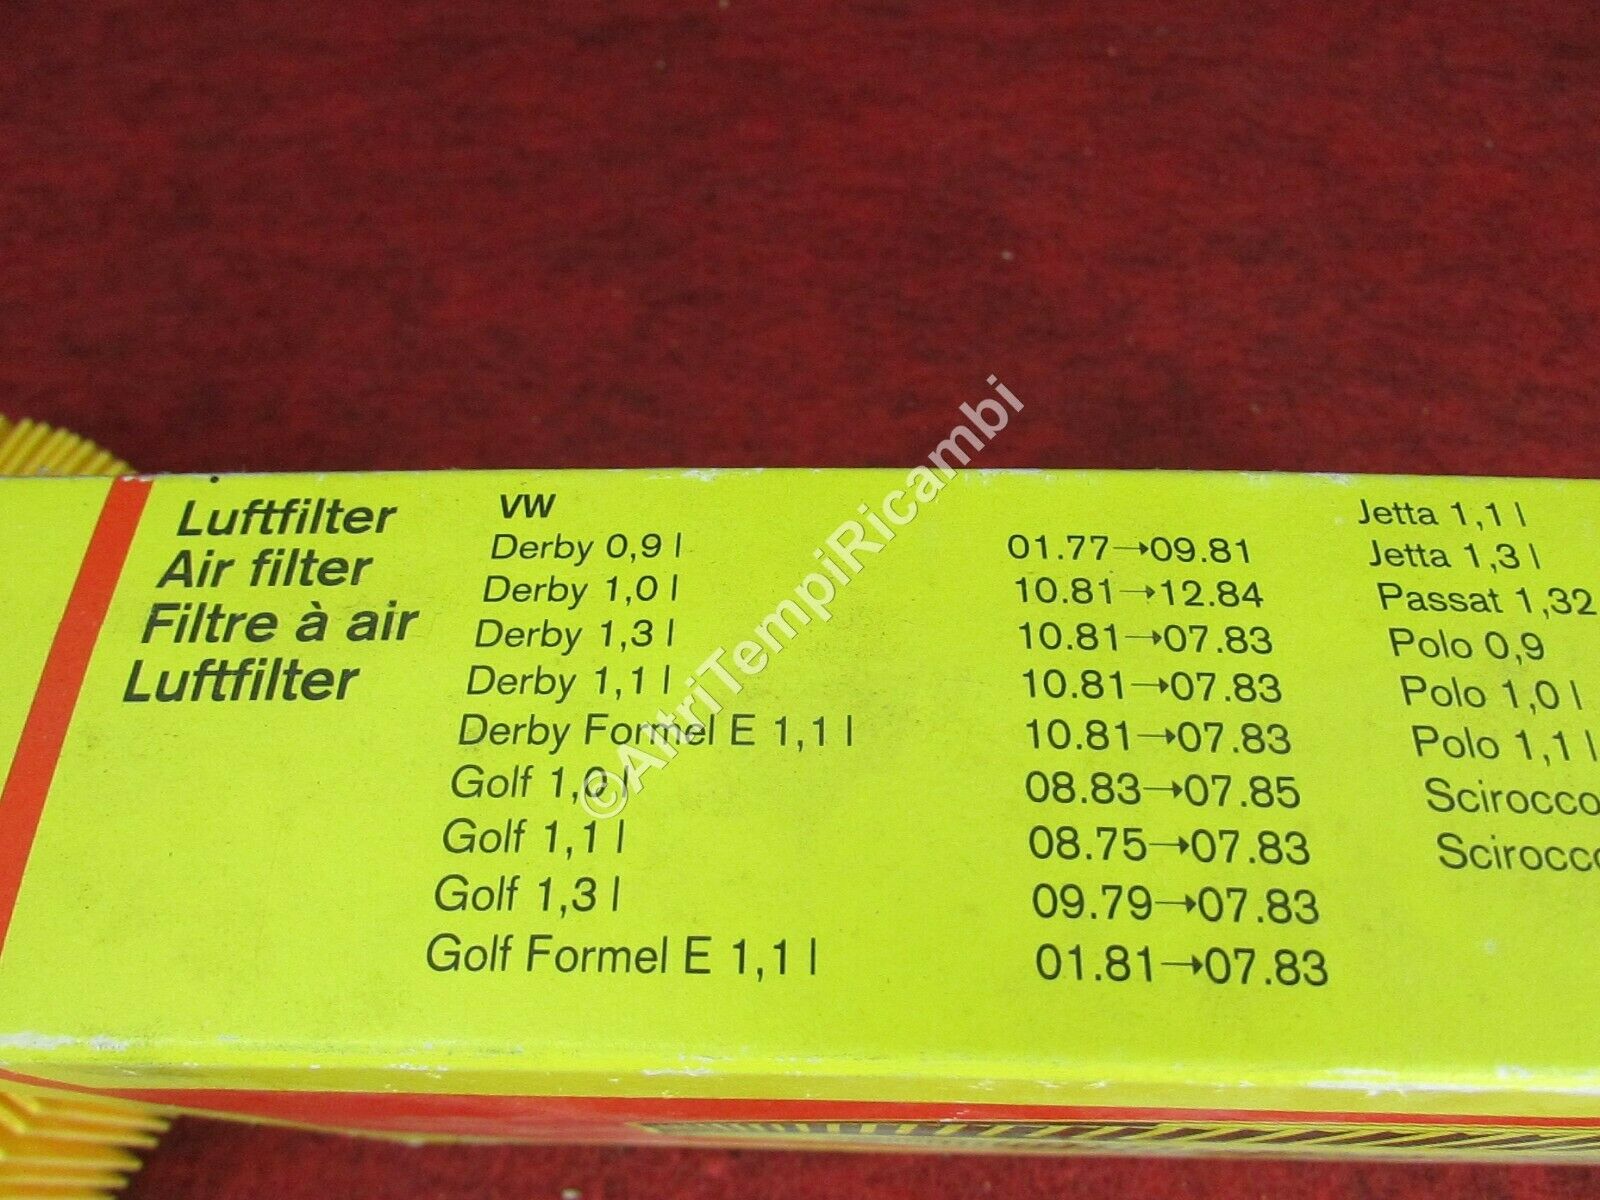 Luftfilter
Air filter
Filtre à air
Luftfilter
VW
Derby 0,9 l 01.77→09.81
Derby 1,0 l 10.81→12.84
Derby 1,3 l 10.81→07.83
Derby 1,1 l 10.81→07.83
Derby Formel E 1,1 l 10.81→07.83
Golf 1,0 l 08.83→07.85
Golf 1,1 l 08.75→07.83
Golf 1,3 l 09.79→07.83
Golf Formel E 1,1 l 01.81→07.83
Jetta 1,1 l
Jetta 1,3 l
Passat 1,32
Polo 0,9
Polo 1,0 l
Polo 1,1 l
Scirocco
Scirocco
©AltriTempiRicambi